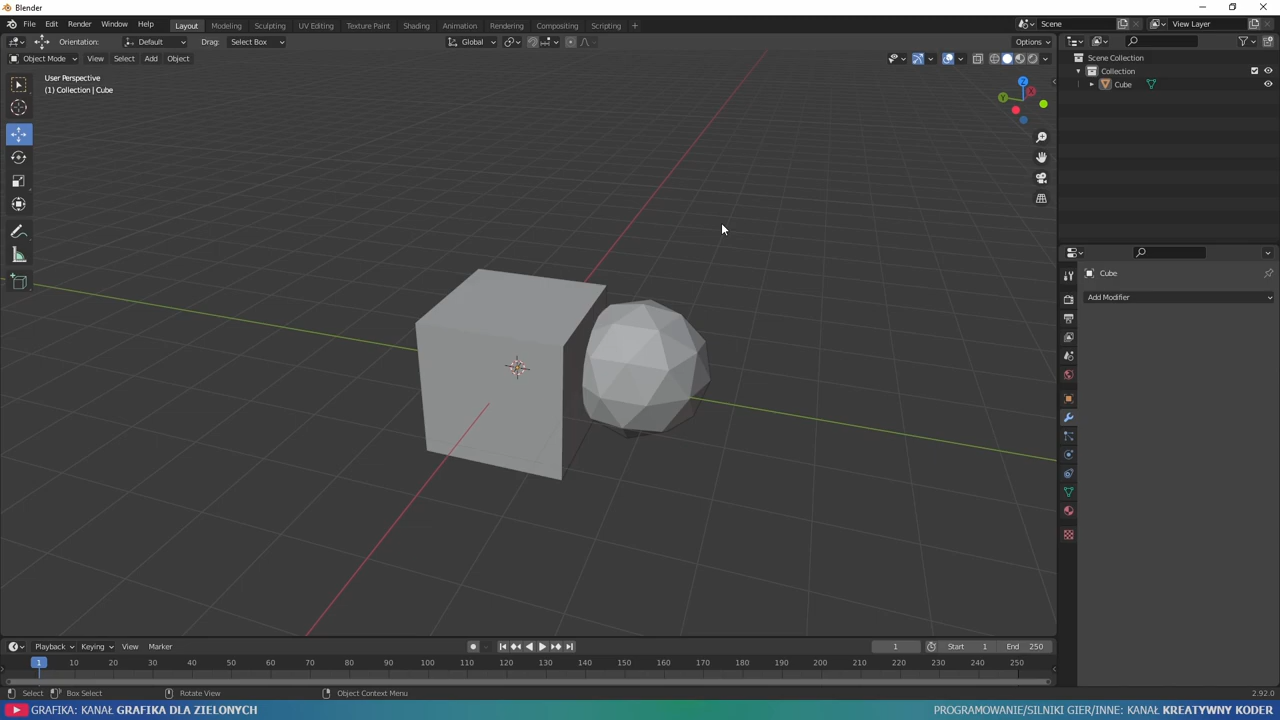 Blender
File Edit Render Window Help Layout Modeling Sculpting UV Editing Texture Paint Shading Animation Rendering Compositing Scripting + Scene View Layer
Orientation: Default Drag: Select Box Global Options
Object Mode View Select Add Object
User Perspective
(1) Collection | Cube
Z
Y
X
Scene Collection
Collection
Cube
Cube
Add Modifier
Playback Keying View Marker 1 Start 1 End 250
1 10 20 30 40 50 60 70 80 90 100 110 120 130 140 150 160 170 180 190 200 210 220 230 240 250
Select Box Select Rotate View Object Context Menu 2.92.0
GRAFIKA: KANAŁ GRAFIKA DLA ZIELONYCH PROGRAMOWANIE/SILNIKI GIER/INNE: KANAŁ KREATYWNY KODER